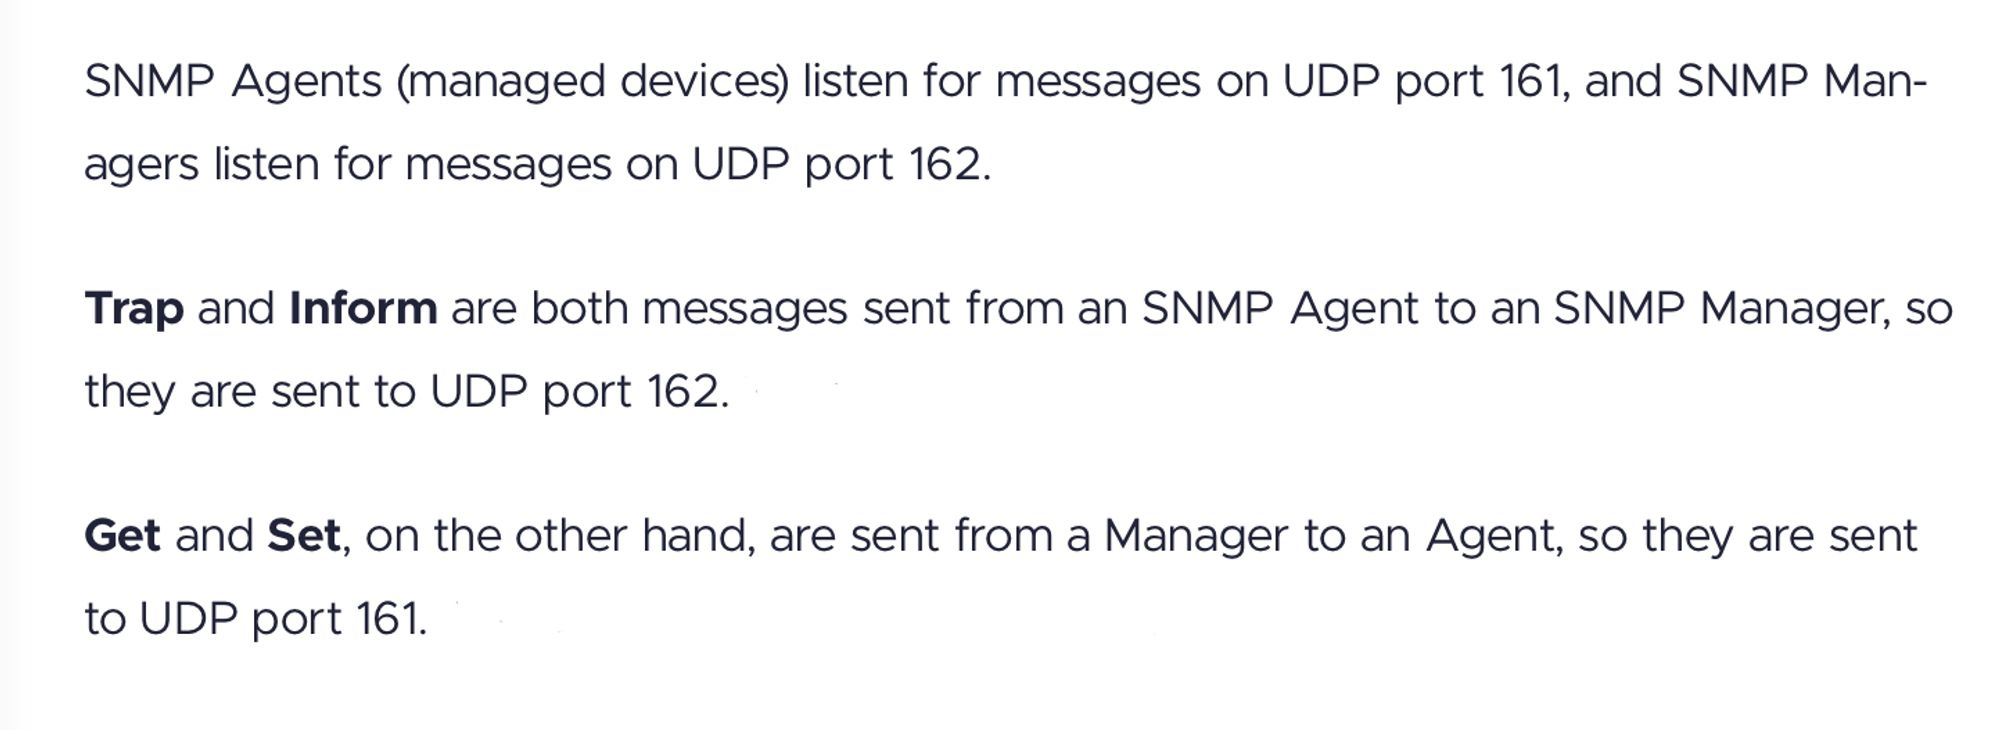 SNMP Agents (managed devices) listen for messages on UDP port 161, and SNMP Man-
agers listen for messages on UDP port 162.
Trap and Inform are both messages sent from an SNMP Agent to an SNMP Manager, so
they are sent to UDP port 162.
Get and Set, on the other hand, are sent from a Manager to an Agent, so they are sent
to UDP port 161.